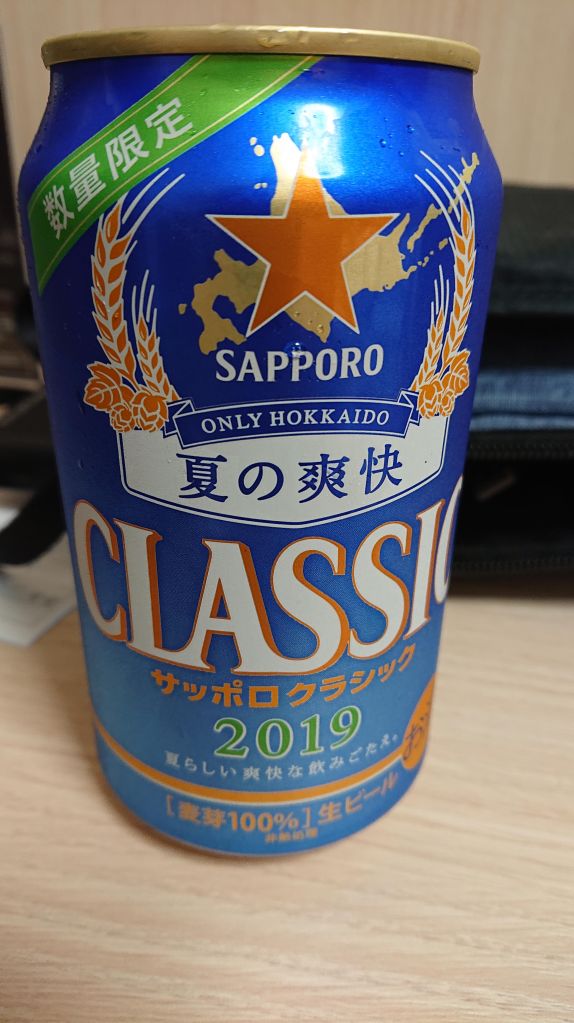 数量限定
SAPPORO
ONLY HOKKAIDO
夏の爽快
CLASSIC
サッポロクラシック
2019
夏らしい爽快な飲みごたえ。
[麦芽100%]生ビール
非熱処理